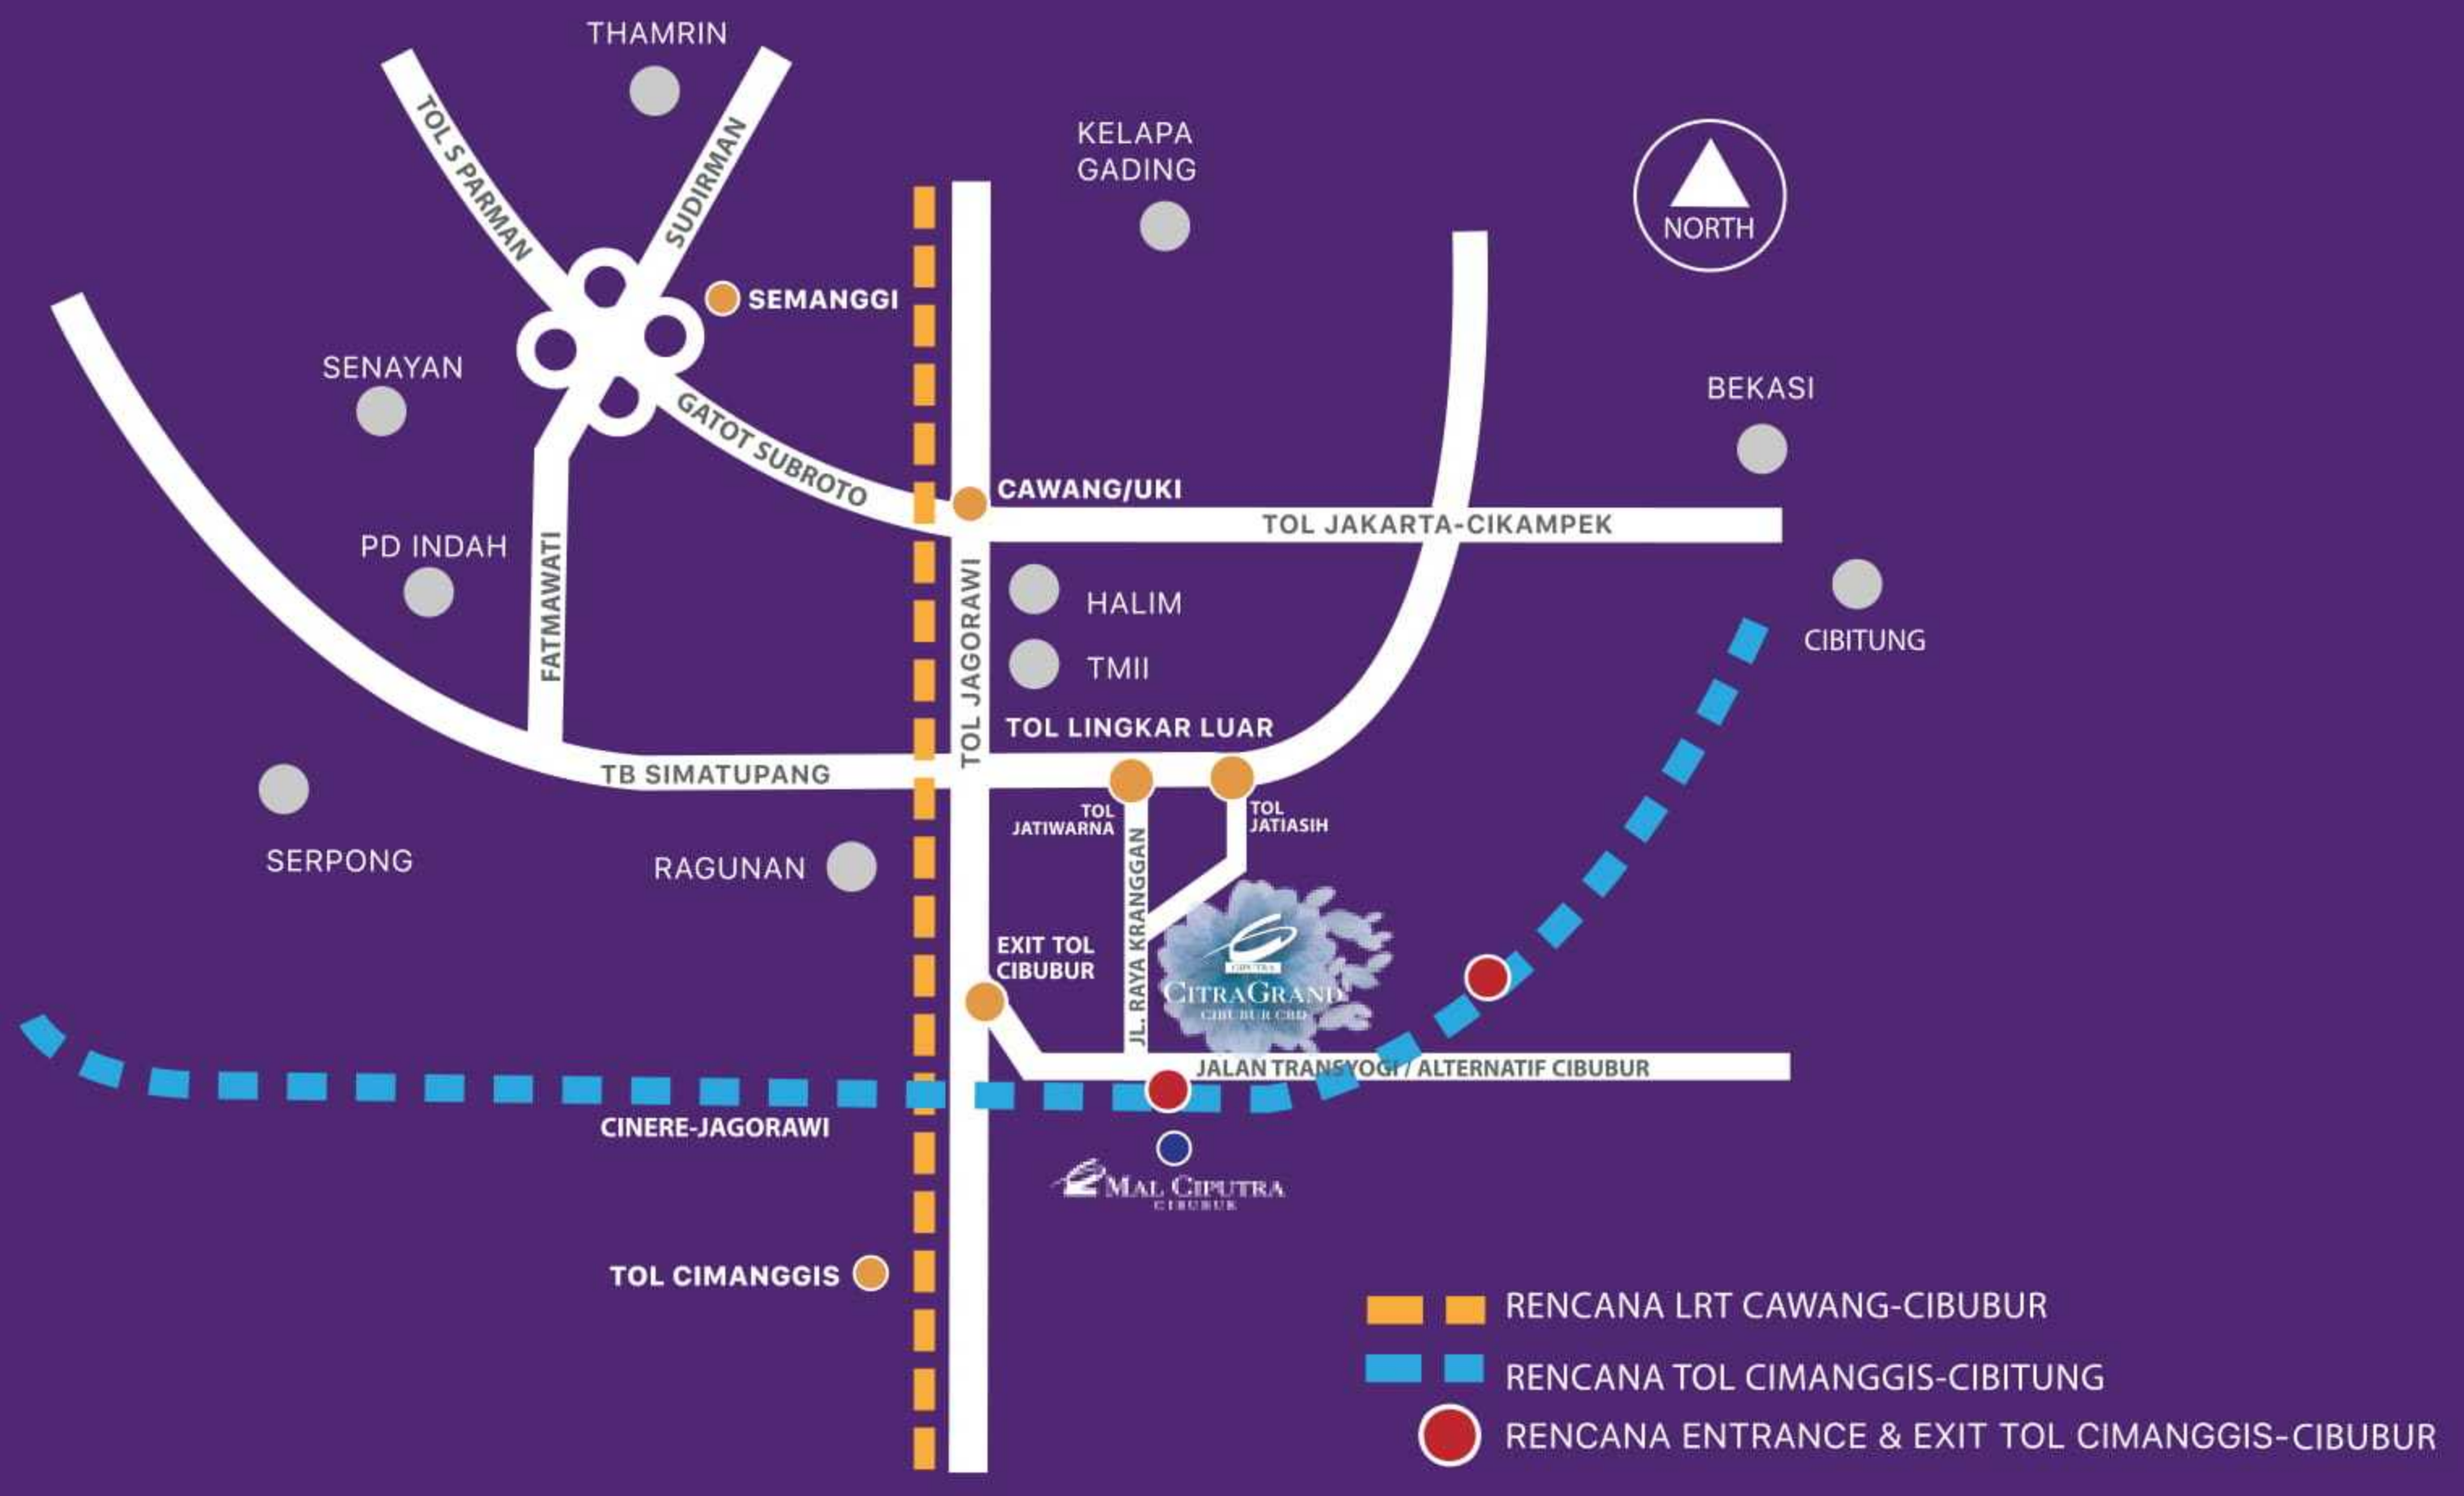 THAMRIN
TOL S PARMAN
SUDIRMAN
KELAPA
GADING
NORTH
SEMANGGI
SENAYAN
BEKASI
GATOT SUBROTO
CAWANG/UKI
TOL JAKARTA-CIKAMPEK
PD INDAH
FATMAWATI
TOL JAGORAWI
HALIM
CIBITUNG
TMII
TOL LINGKAR LUAR
TB SIMATUPANG
TOL
JATIWARNA
TOL
JATIASIH
SERPONG
RAGUNAN
JL. RAYA KRANGGAN
EXIT TOL
CIBUBUR
CIPUTRA
CITRAGRAND
CIBUBUR CBD
JALAN TRANSYOGI / ALTERNATIF CIBUBUR
CINERE-JAGORAWI
MAL CIPUTRA
CIBUBUR
TOL CIMANGGIS
RENCANA LRT CAWANG-CIBUBUR
RENCANA TOL CIMANGGIS-CIBITUNG
RENCANA ENTRANCE & EXIT TOL CIMANGGIS-CIBUBUR